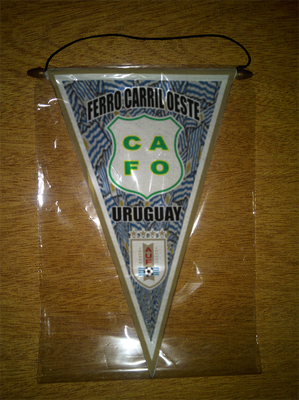 FERRO CARRIL OESTE
C A
F O
URUGUAY